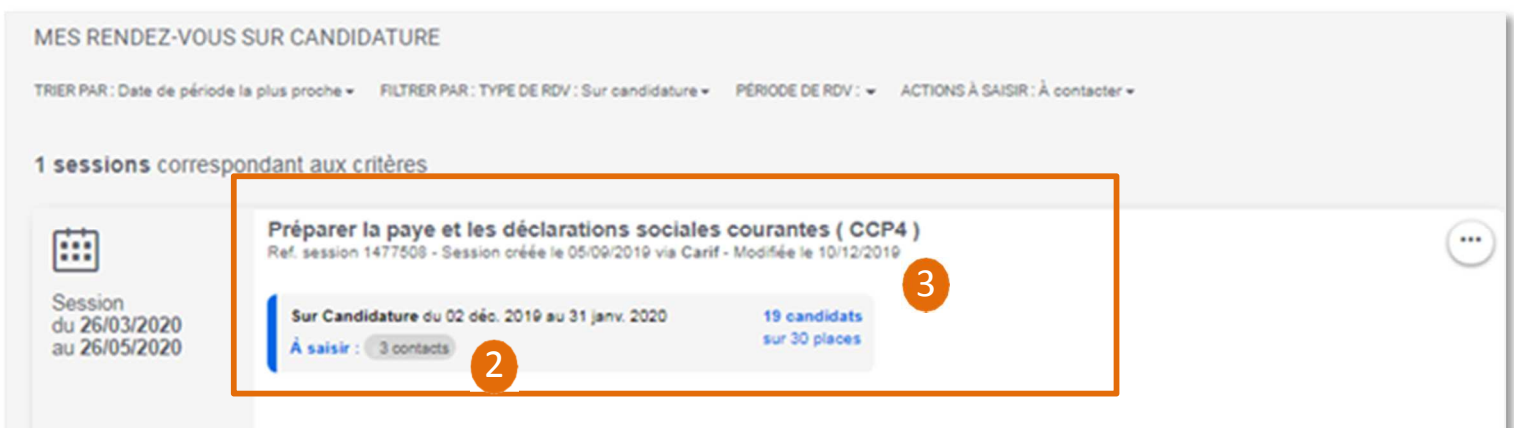 MES RENDEZ-VOUS SUR CANDIDATURE
TRIER PAR : Date de période la plus proche FILTRER PAR : TYPE DE RDV : Sur candidature PÉRIODE DE RDV : ACTIONS À SAISIR : À contacter
1 sessions correspondant aux critères
Préparer la paye et les déclarations sociales courantes ( CCP4 )
Ref. session 1477508 - Session créée le 05/09/2019 via Carif - Modifiée le 10/12/2019
...
3
Session
du 26/03/2020
au 26/05/2020
Sur Candidature du 02 déc. 2019 au 31 janv. 2020
19 candidats
sur 30 places
À saisir : 3 contacts
2